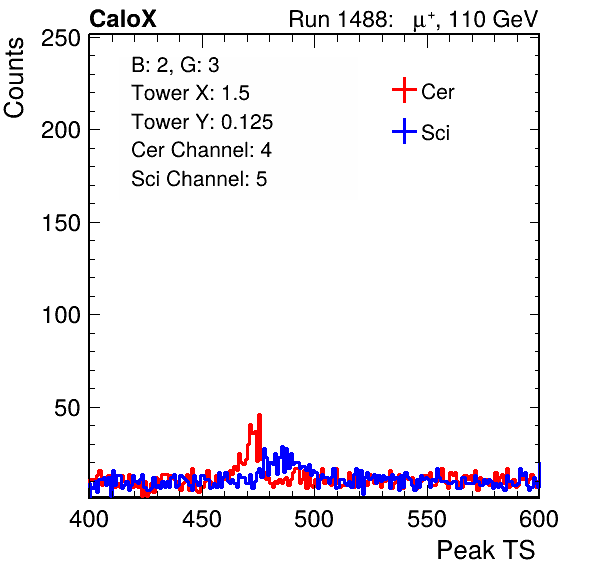 CaloX Run 1488: μ⁺, 110 GeV
Counts
250
200
150
100
50
B: 2, G: 3
Tower X: 1.5
Tower Y: 0.125
Cer Channel: 4
Sci Channel: 5
Cer
Sci
400 450 500 550 600
Peak TS